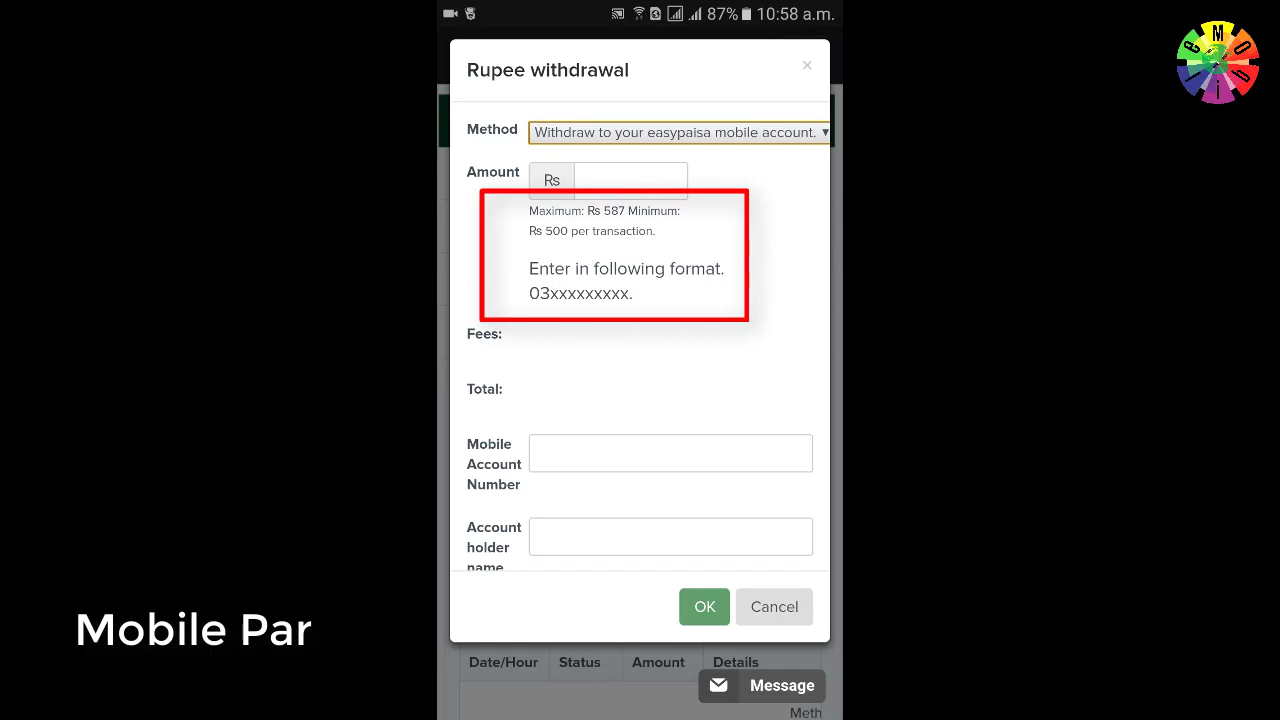 87% 10:58 a.m.
Rupee withdrawal
×
Method
Withdraw to your easypaisa mobile account.
Amount
Rs
Maximum: Rs 587 Minimum:
Rs 500 per transaction.
Enter in following format.
03xxxxxxxxx.
Fees:
Total:
Mobile
Account
Number
Account
holder
name
OK Cancel
Date/Hour Status Amount Details
Message
Meth
Mobile Par